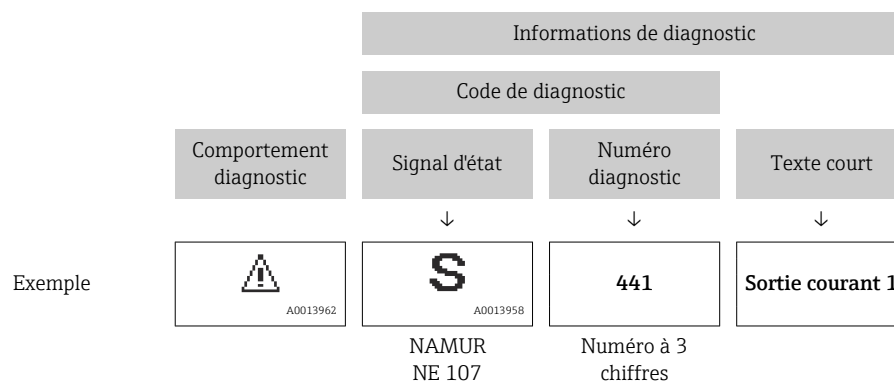 Informations de diagnostic
Code de diagnostic
Comportement
diagnostic
Signal d'état
Numéro
diagnostic
Texte court
↓ ↓ ↓
Exemple
A0013962
S
A0013958
441
Sortie courant 1
NAMUR
NE 107
Numéro à 3
chiffres